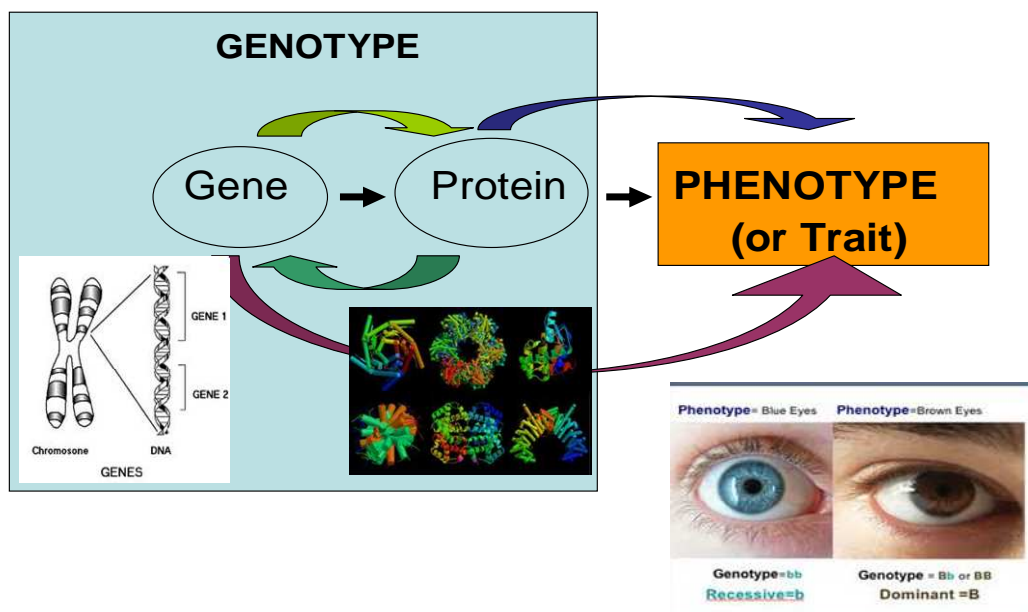 GENOTYPE
Gene
Protein
PHENOTYPE
(or Trait)
GENE 1
GENE 2
Chromosone
DNA
GENES
Phenotype= Blue Eyes
Phenotype=Brown Eyes
Genotype=bb
Genotype = Bb or BB
Recessive=b
Dominant =B